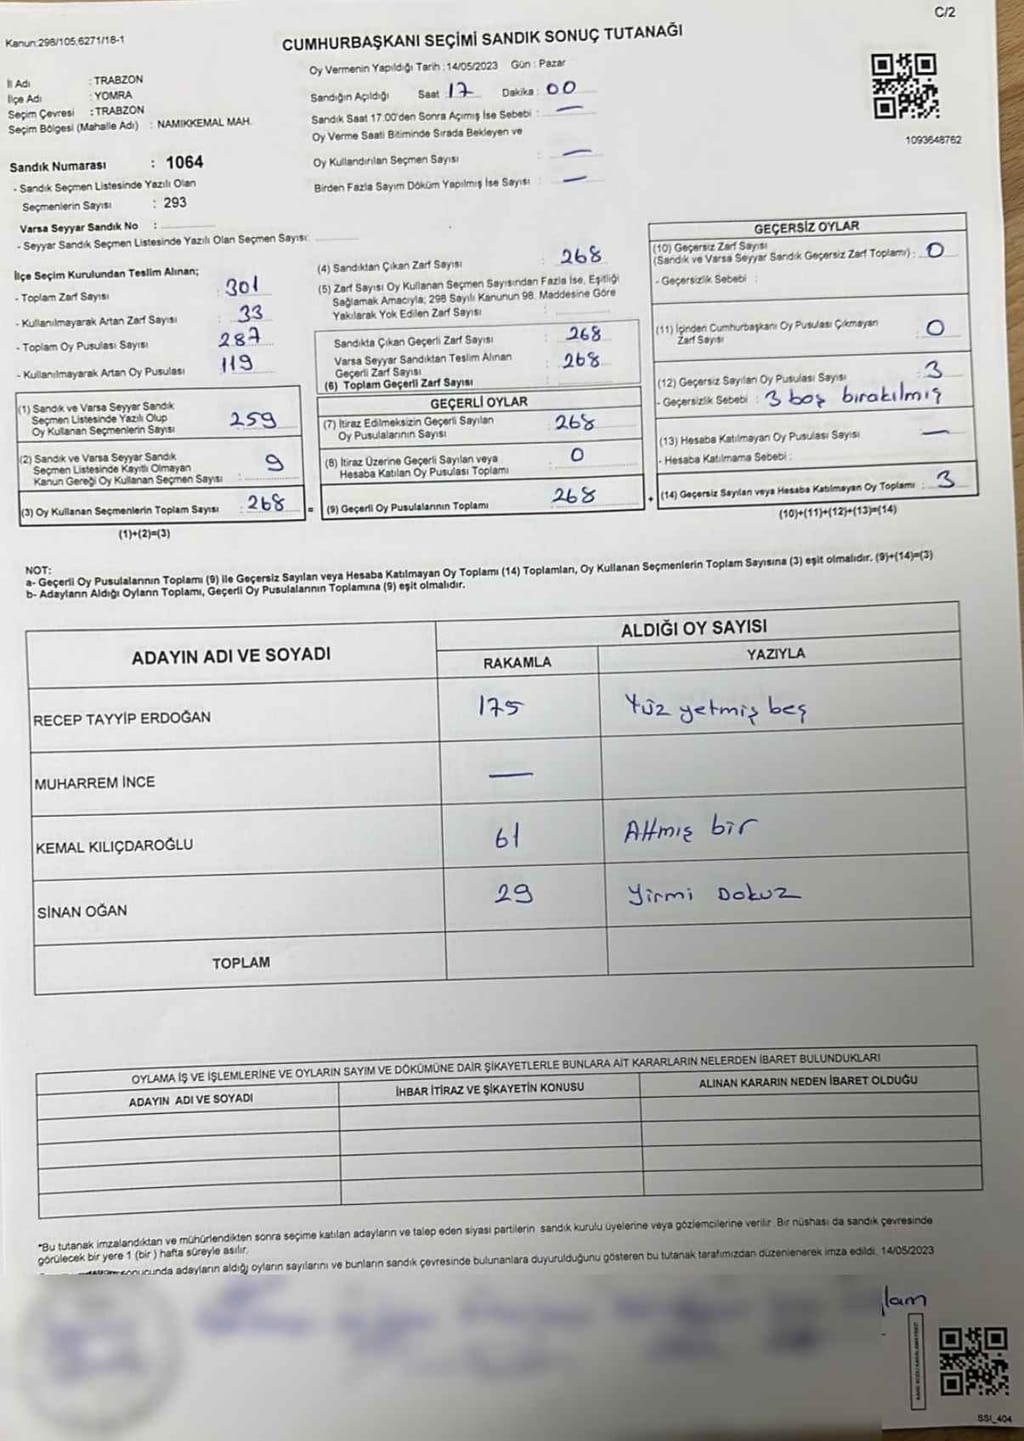 C/2
Kanun:298/105,6271/18-1
CUMHURBAŞKANI SEÇİMİ SANDIK SONUÇ TUTANAĞI
Oy Vermenin Yapıldığı Tarih :14/05/2023 Gün : Pazar
İl Adı : TRABZON
İlçe Adı : YOMRA
Seçim Çevresi : TRABZON
Seçim Bölgesi (Mahalle Adı) : NAMIKKEMAL MAH.
Sandığın Açıldığı Saat : 17 Dakika : 00
Sandık Saat 17.00'den Sonra Açımış İse Sebebi : —
Oy Verme Saati Bitiminde Sırada Bekleyen ve
Oy Kullandırılan Seçmen Sayısı : —
Birden Fazla Sayım Döküm Yapılmış İse Sayısı : —
1093648762
Sandık Numarası : 1064
- Sandık Seçmen Listesinde Yazılı Olan
Seçmenlerin Sayısı : 293
Varsa Seyyar Sandık No :
- Seyyar Sandık Seçmen Listesinde Yazılı Olan Seçmen Sayısı:
İlçe Seçim Kurulundan Teslim Alınan;
- Toplam Zarf Sayısı : 301
- Kullanılmayarak Artan Zarf Sayısı : 33
- Toplam Oy Pusulası Sayısı : 287
- Kullanılmayarak Artan Oy Pusulası : 119
(1) Sandık ve Varsa Seyyar Sandık
Seçmen Listesinde Yazılı Olup
Oy Kullanan Seçmenlerin Sayısı : 259
(2) Sandık ve Varsa Seyyar Sandık
Seçmen Listesinde Kayıtlı Olmayan
Kanun Gereği Oy Kullanan Seçmen Sayısı : 9
(3) Oy Kullanan Seçmenlerin Toplam Sayısı : 268
(1)+(2)=(3)
(4) Sandıktan Çıkan Zarf Sayısı : 268
(5) Zarf Sayısı Oy Kullanan Seçmen Sayısından Fazla İse, Eşitliği
Sağlamak Amacıyla; 298 Sayılı Kanunun 98. Maddesine Göre
Yakılarak Yok Edilen Zarf Sayısı :
Sandıkta Çıkan Geçerli Zarf Sayısı : 268
Varsa Seyyar Sandıktan Teslim Alınan
Geçerli Zarf Sayısı : 268
(6) Toplam Geçerli Zarf Sayısı
GEÇERLİ OYLAR
(7) İtiraz Edilmeksizin Geçerli Sayılan
Oy Pusulalarının Sayısı : 268
(8) İtiraz Üzerine Geçerli Sayılan veya
Hesaba Katılan Oy Pusulası Toplamı : 0
= (9) Geçerli Oy Pusulalarının Toplamı : 268
GEÇERSİZ OYLAR
(10) Geçersiz Zarf Sayısı
(Sandık ve Varsa Seyyar Sandık Geçersiz Zarf Toplamı) : 0
- Geçersizlik Sebebi :
(11) İçinden Cumhurbaşkanı Oy Pusulası Çıkmayan
Zarf Sayısı : 0
(12) Geçersiz Sayılan Oy Pusulası Sayısı : 3
- Geçersizlik Sebebi : 3 boş bırakılmış
(13) Hesaba Katılmayan Oy Pusulası Sayısı : —
- Hesaba Katılmama Sebebi :
+ (14) Geçersiz Sayılan veya Hesaba Katılmayan Oy Toplamı : 3
(10)+(11)+(12)+(13)=(14)
NOT:
a- Geçerli Oy Pusulalarının Toplamı (9) ile Geçersiz Sayılan veya Hesaba Katılmayan Oy Toplamı (14) Toplamları, Oy Kullanan Seçmenlerin Toplam Sayısına (3) eşit olmalıdır. (9)+(14)=(3)
b- Adayların Aldığı Oyların Toplamı, Geçerli Oy Pusulalarının Toplamına (9) eşit olmalıdır.
ADAYIN ADI VE SOYADI
ALDIĞI OY SAYISI
RAKAMLA YAZIYLA
RECEP TAYYİP ERDOĞAN 175 Yüz yetmiş beş
MUHARREM İNCE —
KEMAL KILIÇDAROĞLU 61 Altmış bir
SİNAN OĞAN 29 Yirmi Dokuz
TOPLAM
OYLAMA İŞ VE İŞLEMLERİNE VE OYLARIN SAYIM VE DÖKÜMÜNE DAİR ŞİKAYETLERLE BUNLARA AİT KARARLARIN NELERDEN İBARET BULUNDUKLARI
ADAYIN ADI VE SOYADI İHBAR İTİRAZ VE ŞİKAYETİN KONUSU ALINAN KARARIN NEDEN İBARET OLDUĞU
*Bu tutanak imzalandıktan ve mühürlendikten sonra seçime katılan adayların ve talep eden siyasi partilerin sandık kurulu üyelerine veya gözlemcilerine verilir. Bir nüshası da sandık çevresinde
görülecek bir yere 1 (bir) hafta süreyle asılır.
sonucunda adayların aldığı oyların sayılarını ve bunların sandık çevresinde bulunanlara duyurulduğunu gösteren bu tutanak tarafımızdan düzenlenerek imza edildi. 14/05/2023
lam
SSI_404